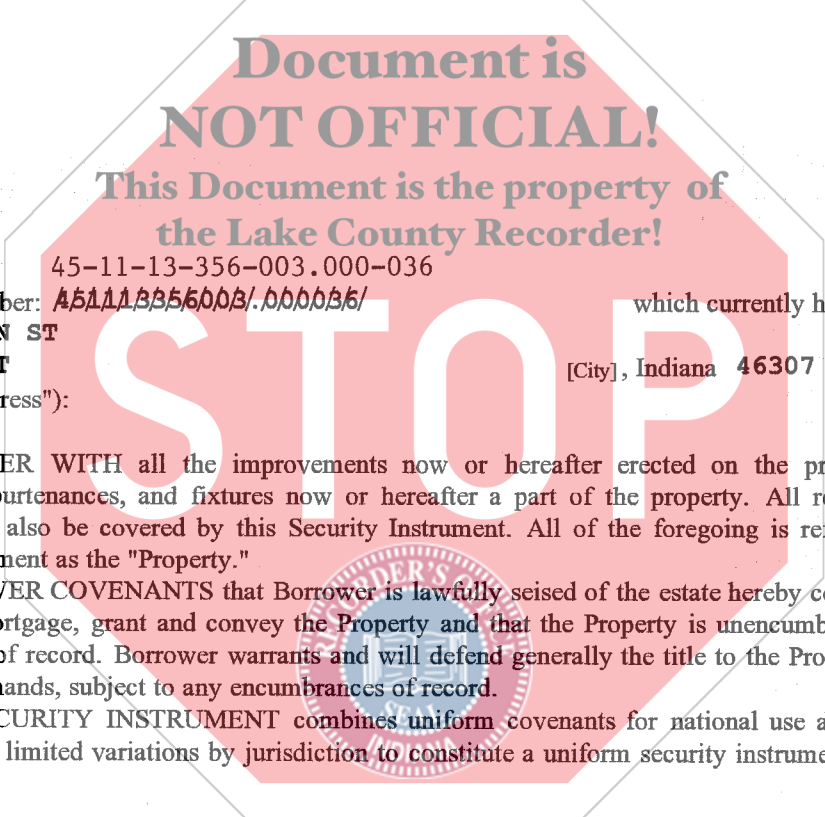 Document is
NOT OFFICIAL!
This Document is the property of
the Lake County Recorder!
45-11-13-356-003.000-036
ber: 451113356003/.000036/ which currently h
N ST
T [City], Indiana 46307
ress"):
STOP
ER WITH all the improvements now or hereafter erected on the pr
purtenances, and fixtures now or hereafter a part of the property. All r
also be covered by this Security Instrument. All of the foregoing is re
ment as the "Property."
VER COVENANTS that Borrower is lawfully seised of the estate hereby c
ortgage, grant and convey the Property and that the Property is unencumb
of record. Borrower warrants and will defend generally the title to the Pro
nands, subject to any encumbrances of record.
CURITY INSTRUMENT combines uniform covenants for national use a
limited variations by jurisdiction to constitute a uniform security instrume
SEAL